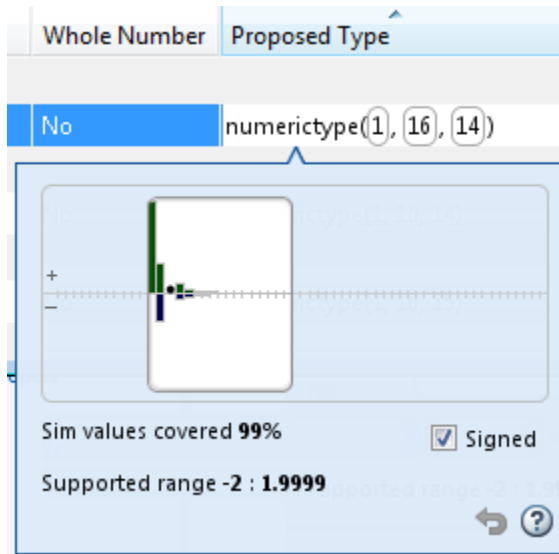 Whole Number Proposed Type
No numerictype(1, 16, 14)
+
–
Sim values covered 99% Signed
Supported range -2 : 1.9999
?